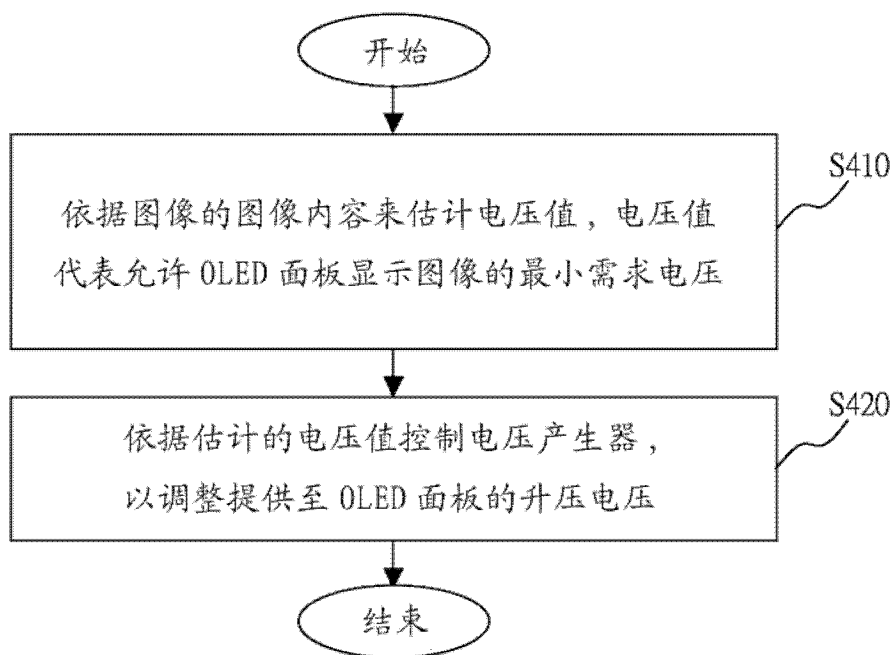 开始
S410
依据图像的图像内容来估计电压值，电压值
代表允许 OLED 面板显示图像的最小需求电压
S420
依据估计的电压值控制电压产生器，
以调整提供至 OLED 面板的升压电压
结束